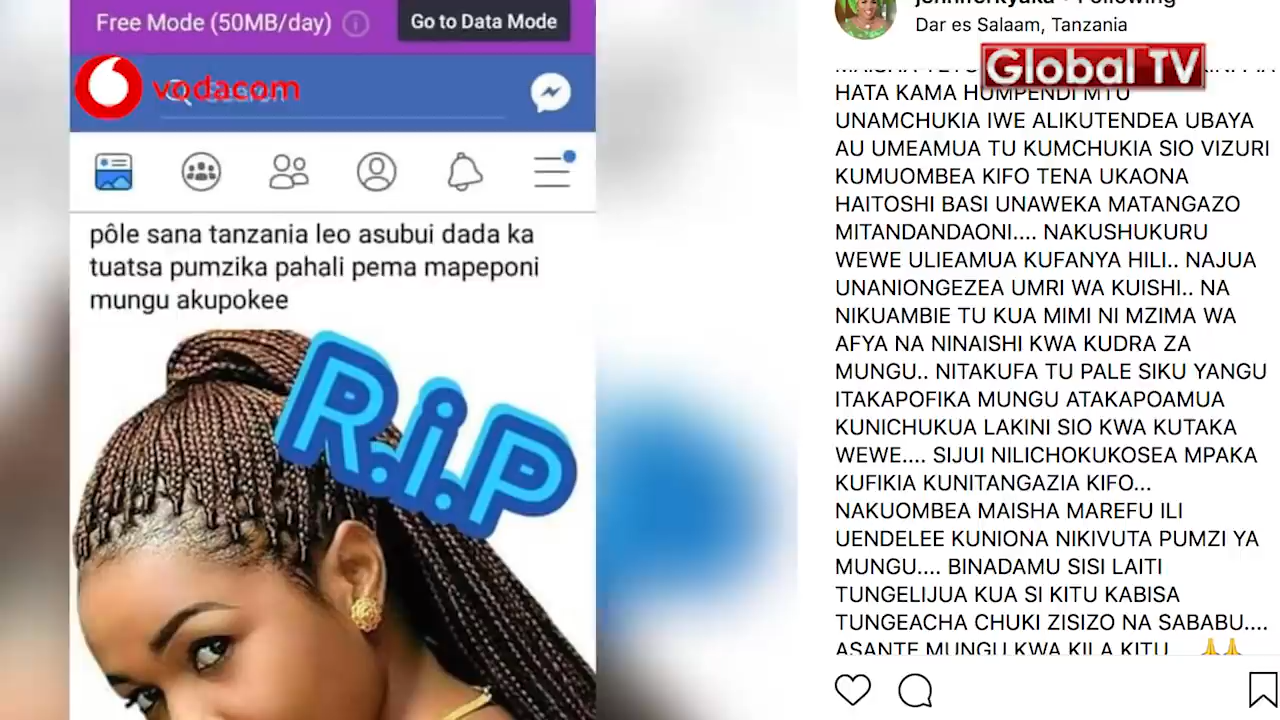 Free Mode (50MB/day)
Go to Data Mode
vodacom
pôle sana tanzania leo asubui dada ka
tuatsa pumzika pahali pema mapeponi
mungu akupokee
R.i.P
Dar es Salaam, Tanzania
Global TV
HATA KAMA HUMPENDI MTU
UNAMCHUKIA IWE ALIKUTENDEA UBAYA
AU UMEAMUA TU KUMCHUKIA SIO VIZURI
KUMUOMBEA KIFO TENA UKAONA
HAITOSHI BASI UNAWEKA MATANGAZO
MITANDANDAONI.... NAKUSHUKURU
WEWE ULIEAMUA KUFANYA HILI.. NAJUA
UNANIONGEZEA UMRI WA KUISHI.. NA
NIKUAMBIE TU KUA MIMI NI MZIMA WA
AFYA NA NINAISHI KWA KUDRA ZA
MUNGU.. NITAKUFA TU PALE SIKU YANGU
ITAKAPOFIKA MUNGU ATAKAPOAMUA
KUNICHUKUA LAKINI SIO KWA KUTAKA
WEWE.... SIJUI NILICHOKUKOSEA MPAKA
KUFIKIA KUNITANGAZIA KIFO...
NAKUOMBEA MAISHA MAREFU ILI
UENDELEE KUNIONA NIKIVUTA PUMZI YA
MUNGU.... BINADAMU SISI LAITI
TUNGELIJUA KUA SI KITU KABISA
TUNGEACHA CHUKI ZISIZO NA SABABU....
ASANTE MUNGU KWA KILA KITU.... 🙏🙏